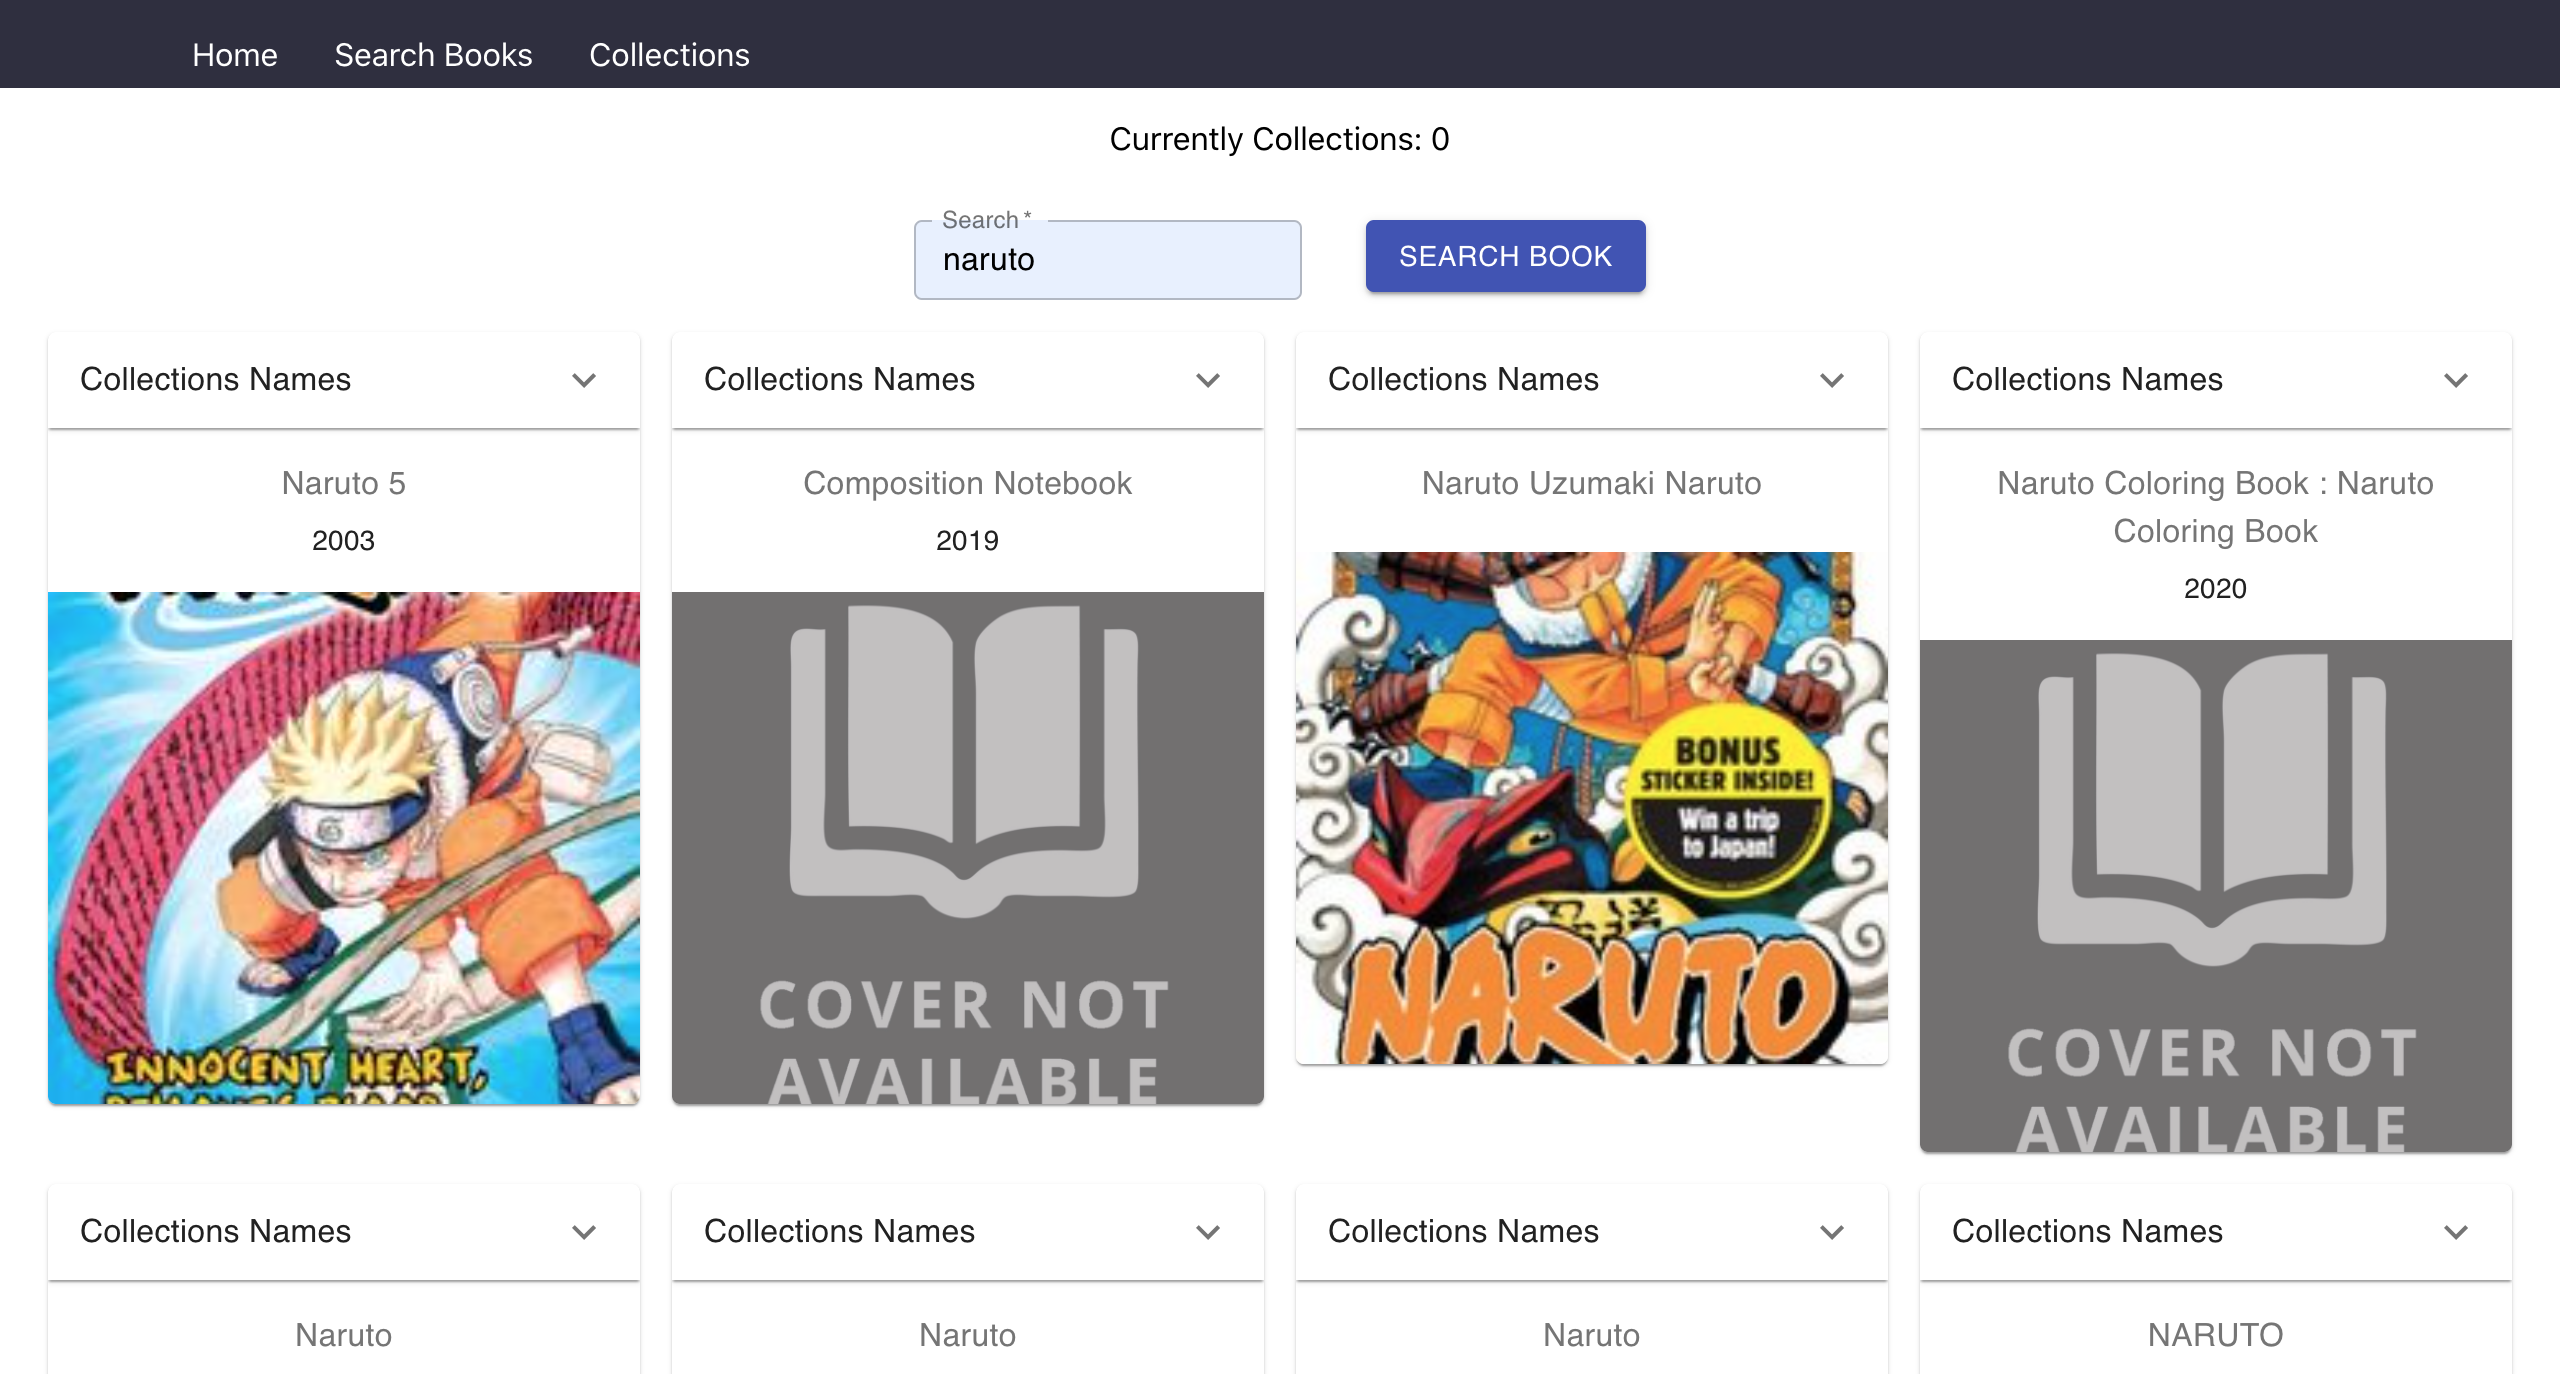 Home Search Books Collections
Currently Collections: 0
Search *
naruto
SEARCH BOOK
Collections Names
Collections Names
Collections Names
Collections Names
Naruto 5
2003
INNOCENT HEART,
Composition Notebook
2019
COVER NOT
AVAILABLE
Naruto Uzumaki Naruto
BONUS
STICKER INSIDE!
Win a trip
to Japan!
NARUTO
Naruto Coloring Book : Naruto
Coloring Book
2020
COVER NOT
AVAILABLE
Collections Names
Collections Names
Collections Names
Collections Names
Naruto
Naruto
Naruto
NARUTO